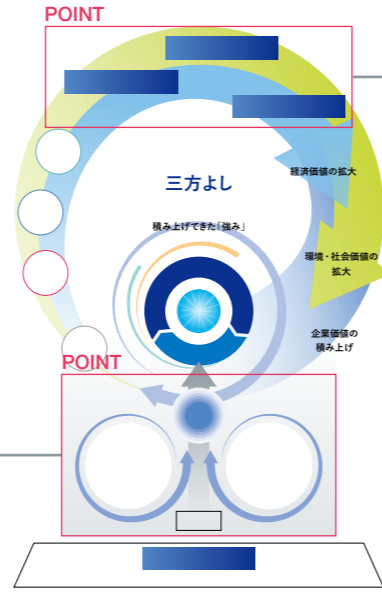 POINT
三方よし
経済価値の拡大
積み上げてきた「強み」
環境・社会価値の
拡大
企業価値の
積み上げ
POINT